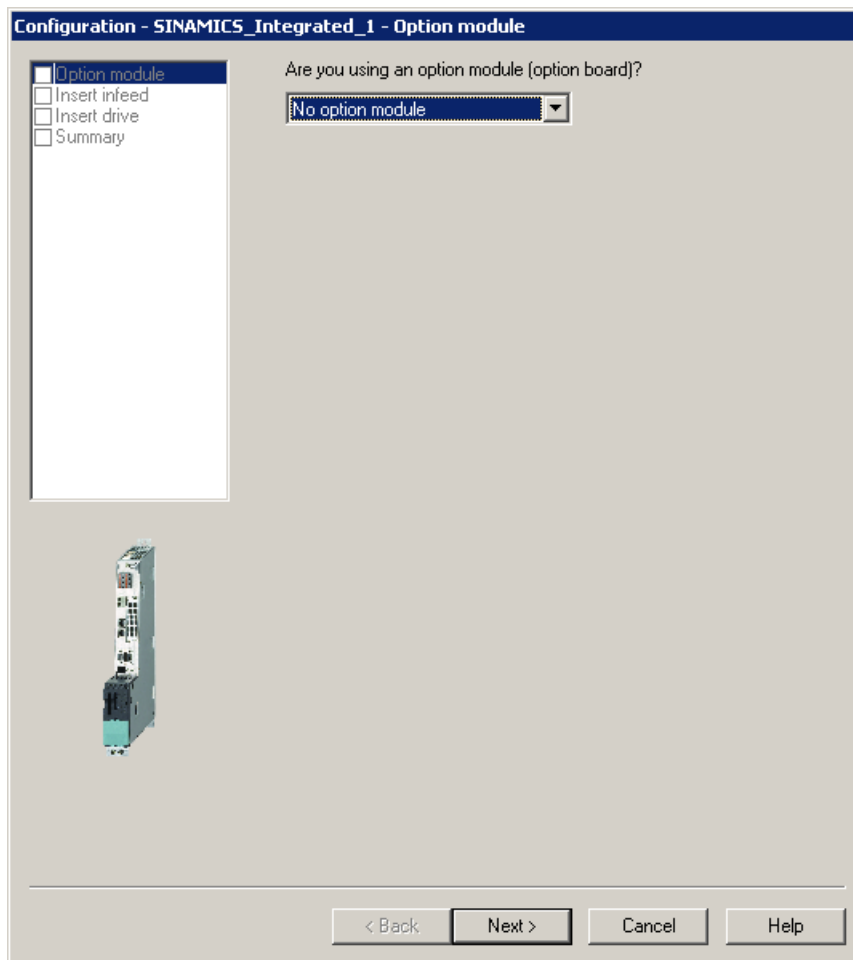 Configuration - SINAMICS_Integrated_1 - Option module
Option module
Insert infeed
Insert drive
Summary
Are you using an option module (option board)?
No option module
< Back
Next >
Cancel
Help